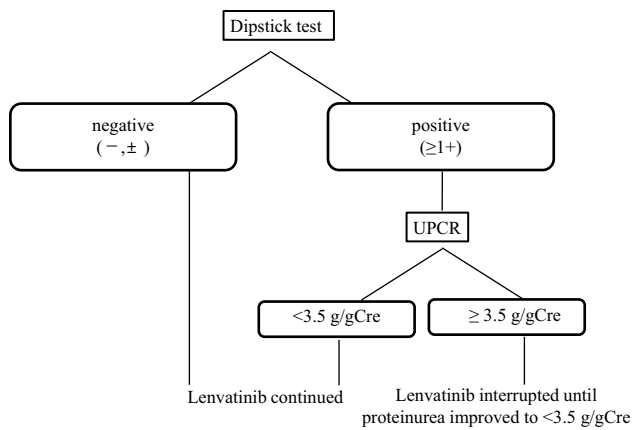 Dipstick test
negative
(－,± )
positive
(≥1+)
UPCR
<3.5 g/gCre
≥ 3.5 g/gCre
Lenvatinib continued
Lenvatinib interrupted until
proteinurea improved to <3.5 g/gCre